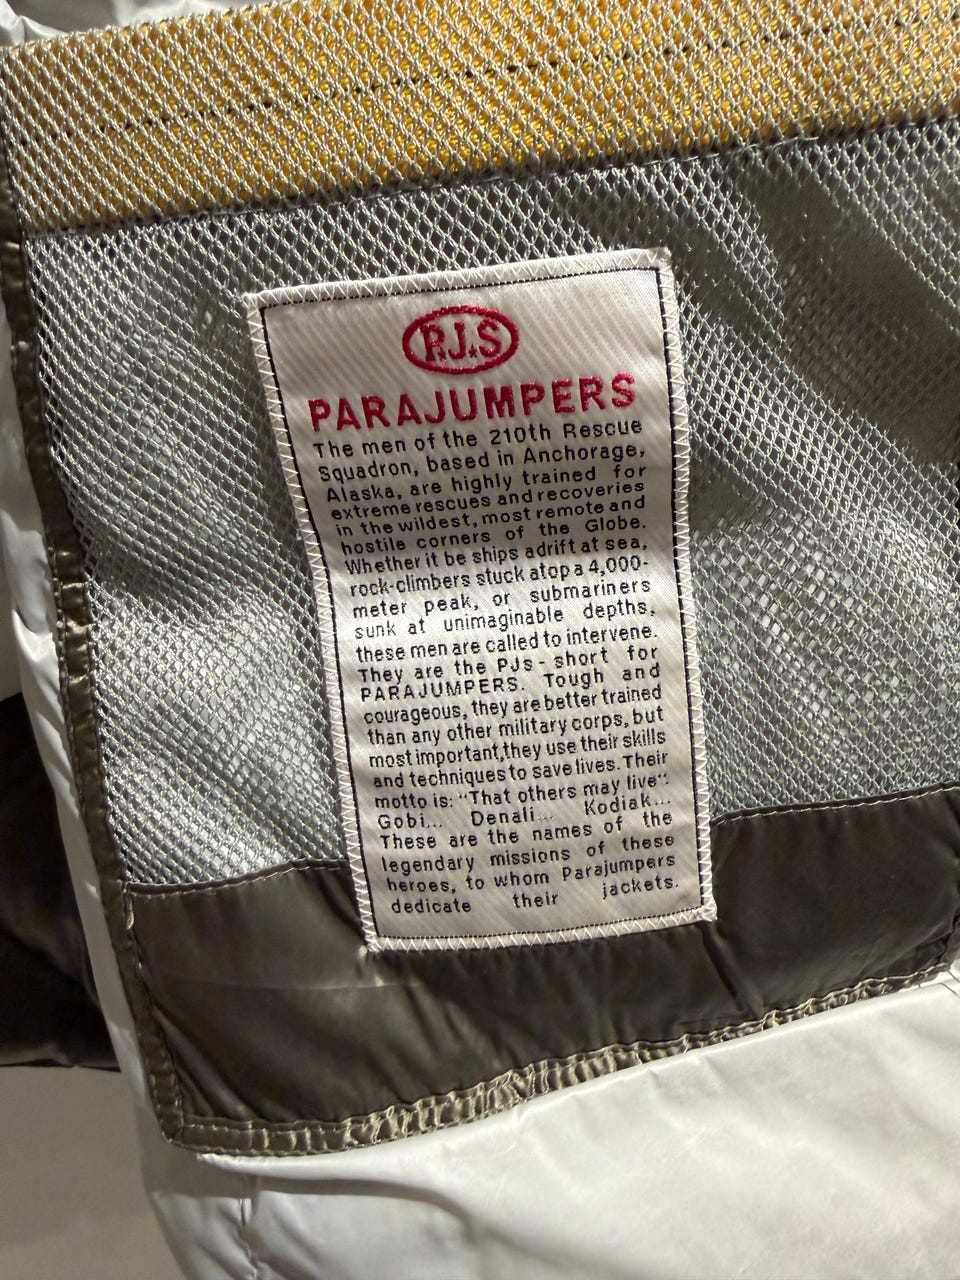 P.J.S
PARAJUMPERS
The men of the 210th Rescue
Squadron, based in Anchorage,
Alaska, are highly trained for
extreme rescues and recoveries
in the wildest, most remote and
hostile corners of the Globe.
Whether it be ships adrift at sea,
rock-climbers stuck atop a 4,000-
meter peak, or submariners
sunk at unimaginable depths,
these men are called to intervene.
They are the PJs - short for
PARAJUMPERS. Tough and
courageous, they are better trained
than any other military corps, but
most important, they use their skills
and techniques to save lives. Their
motto is: "That others may live".
Gobi... Denali... Kodiak...
These are the names of the
legendary missions of these
heroes, to whom Parajumpers
dedicate their jackets.